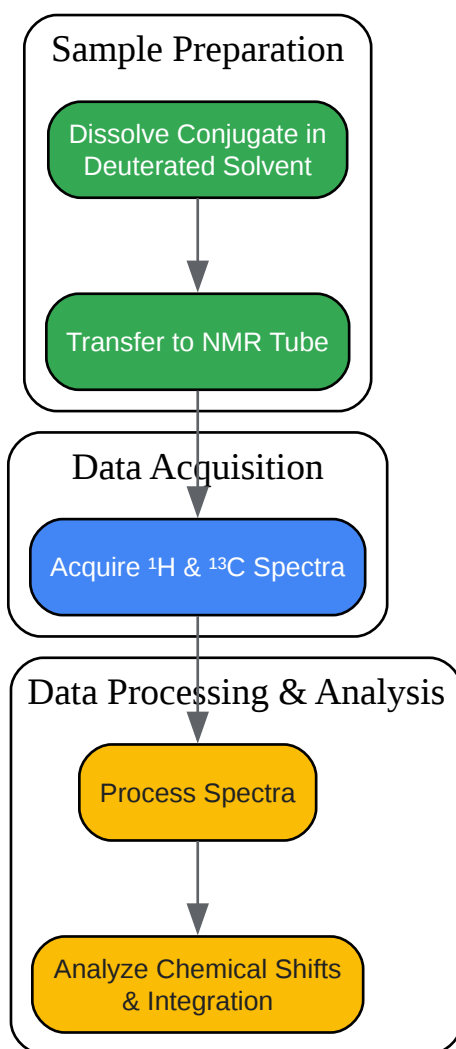 Sample Preparation
Dissolve Conjugate in
Deuterated Solvent
Transfer to NMR Tube
Data Acquisition
Acquire ¹H & ¹³C Spectra
Data Processing & Analysis
Process Spectra
Analyze Chemical Shifts
& Integration